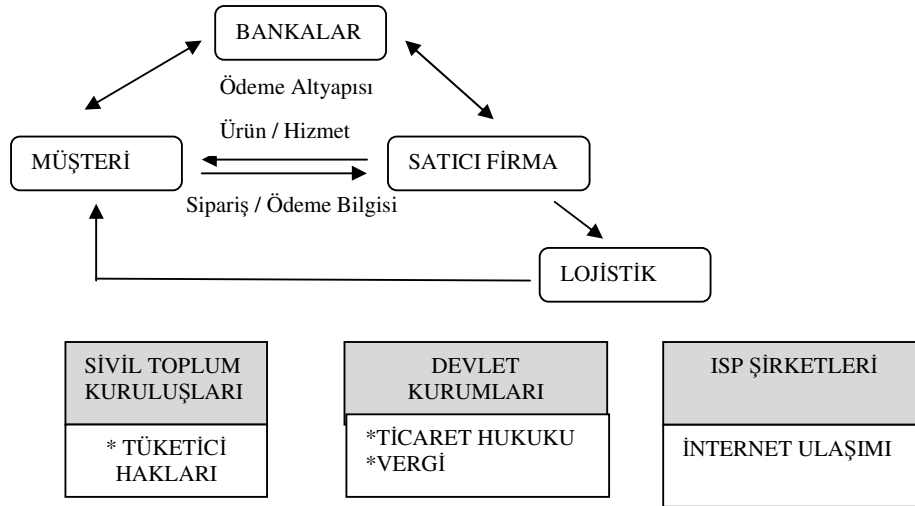 BANKALAR
Ödeme Altyapısı
Ürün / Hizmet
MÜŞTERİ
SATICI FİRMA
Sipariş / Ödeme Bilgisi
LOJİSTİK
SİVİL TOPLUM
KURULUŞLARI
* TÜKETİCİ
HAKLARI
DEVLET
KURUMLARI
*TİCARET HUKUKU
*VERGİ
ISP ŞİRKETLERİ
İNTERNET ULAŞIMI